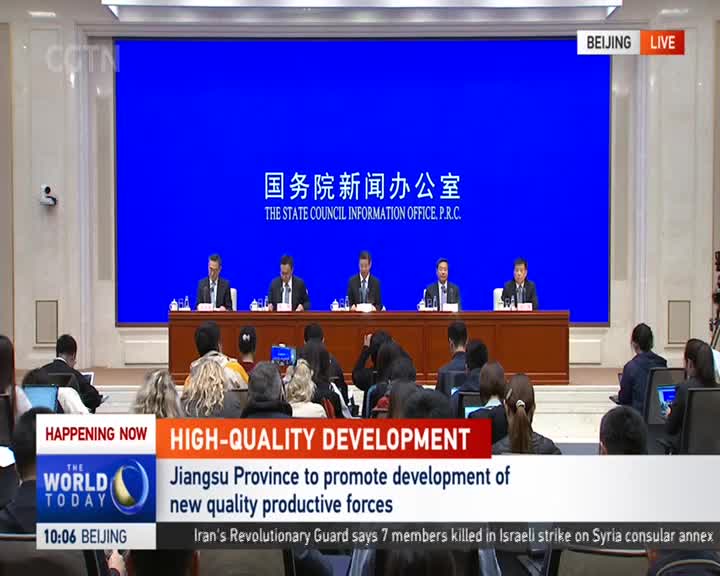 CGTN
BEIJING LIVE
国务院新闻办公室
THE STATE COUNCIL INFORMATION OFFICE, P.R.C.
HAPPENING NOW
HIGH-QUALITY DEVELOPMENT
THE WORLD TODAY
Jiangsu Province to promote development of
new quality productive forces
10:06 BEIJING
Iran's Revolutionary Guard says 7 members killed in Israeli strike on Syria consular annex